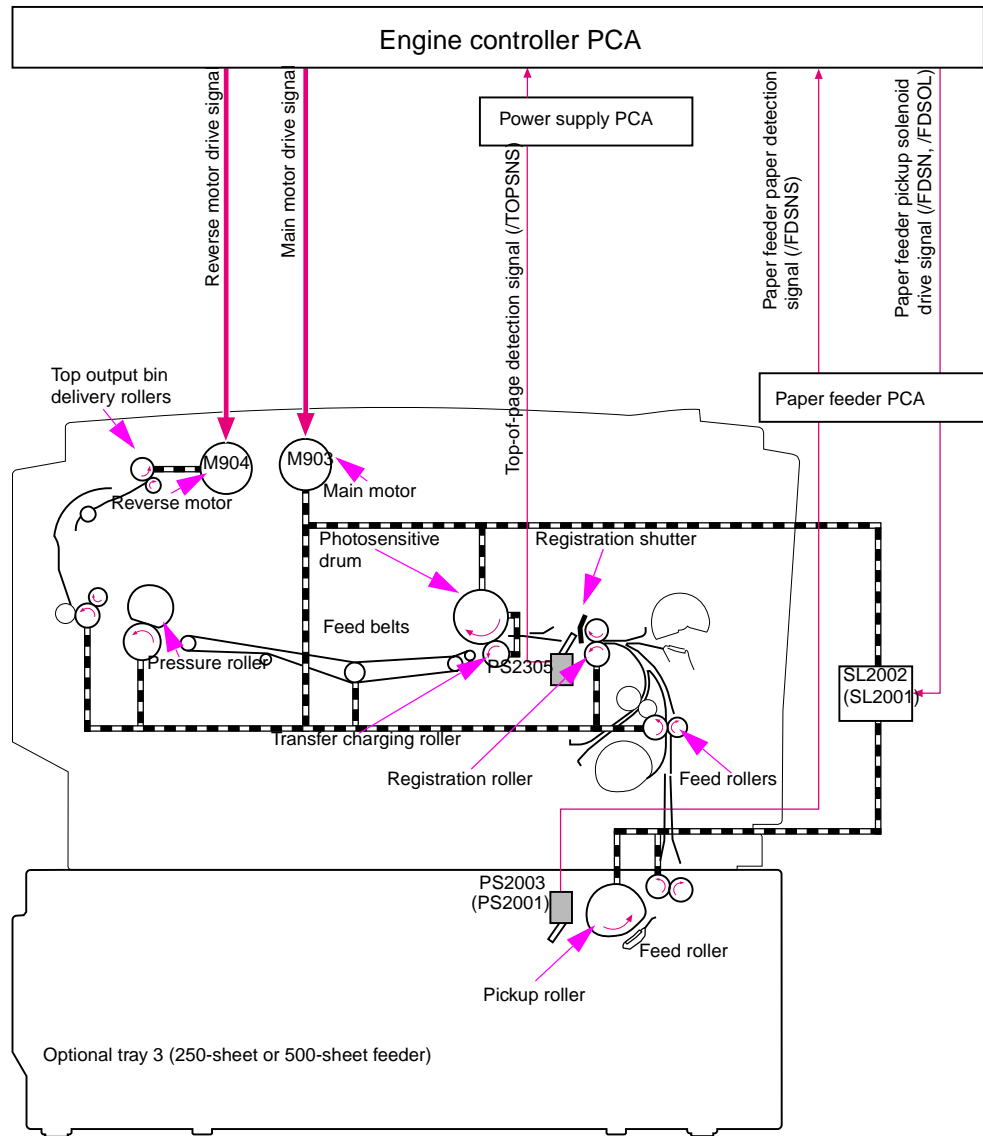 Engine controller PCA
Reverse motor drive signal
Main motor drive signal
Power supply PCA
Top-of-page detection signal (/TOPSNS)
Paper feeder paper detection
signal (/FDSNS)
Paper feeder pickup solenoid
drive signal (/FDSN, /FDSOL)
Paper feeder PCA
Top output bin
delivery rollers
M904
M903
Reverse motor
Main motor
Photosensitive
drum
Registration shutter
Feed belts
Pressure roller
PS2305
SL2002
(SL2001)
Transfer charging roller
Registration roller
Feed rollers
PS2003
(PS2001)
Feed roller
Pickup roller
Optional tray 3 (250-sheet or 500-sheet feeder)